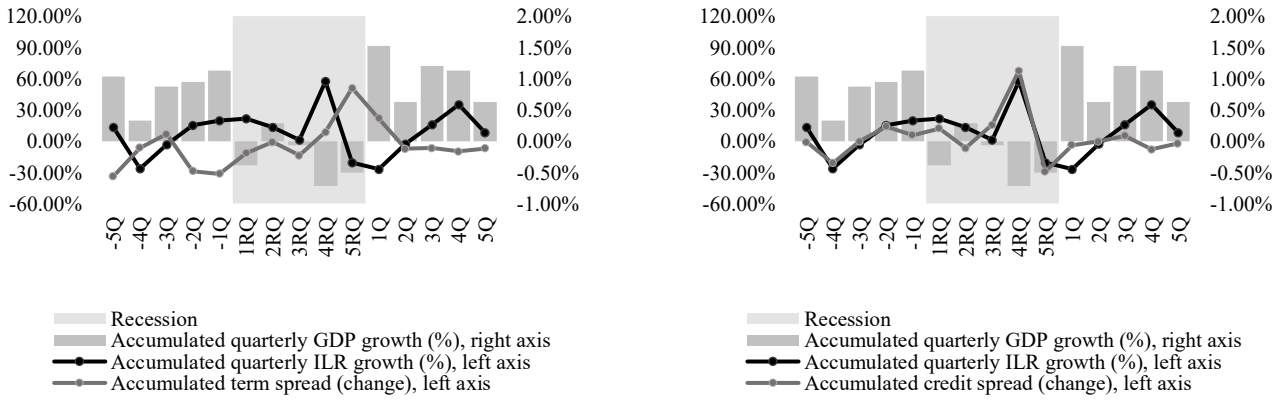 120.00%
90.00%
60.00%
30.00%
0.00%
-30.00%
-60.00%
2.00%
1.50%
1.00%
0.50%
0.00%
-0.50%
-1.00%
-5Q
-4Q
-3Q
-2Q
-1Q
1RQ
2RQ
3RQ
4RQ
5RQ
1Q
2Q
3Q
4Q
5Q
Recession
Accumulated quarterly GDP growth (%), right axis
Accumulated quarterly ILR growth (%), left axis
Accumulated term spread (change), left axis
120.00%
90.00%
60.00%
30.00%
0.00%
-30.00%
-60.00%
2.00%
1.50%
1.00%
0.50%
0.00%
-0.50%
-1.00%
-5Q
-4Q
-3Q
-2Q
-1Q
1RQ
2RQ
3RQ
4RQ
5RQ
1Q
2Q
3Q
4Q
5Q
Recession
Accumulated quarterly GDP growth (%), right axis
Accumulated quarterly ILR growth (%), left axis
Accumulated credit spread (change), left axis